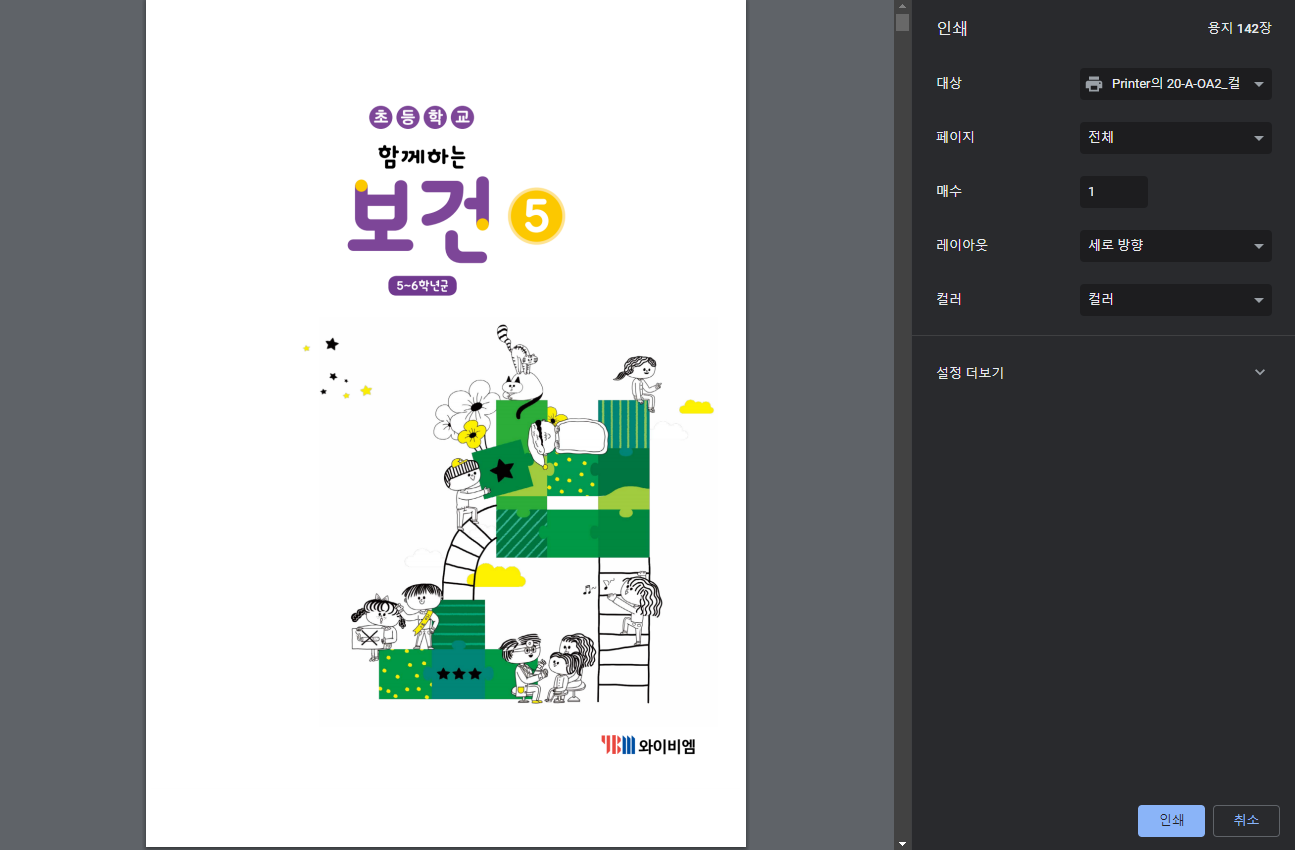 초등학교
함께하는
보건 5
5~6학년군
YBM 와이비엠
인쇄
용지 142장
대상
Printer의 20-A-OA2_컬
페이지
전체
매수
1
레이아웃
세로 방향
컬러
컬러
설정 더보기
인쇄
취소